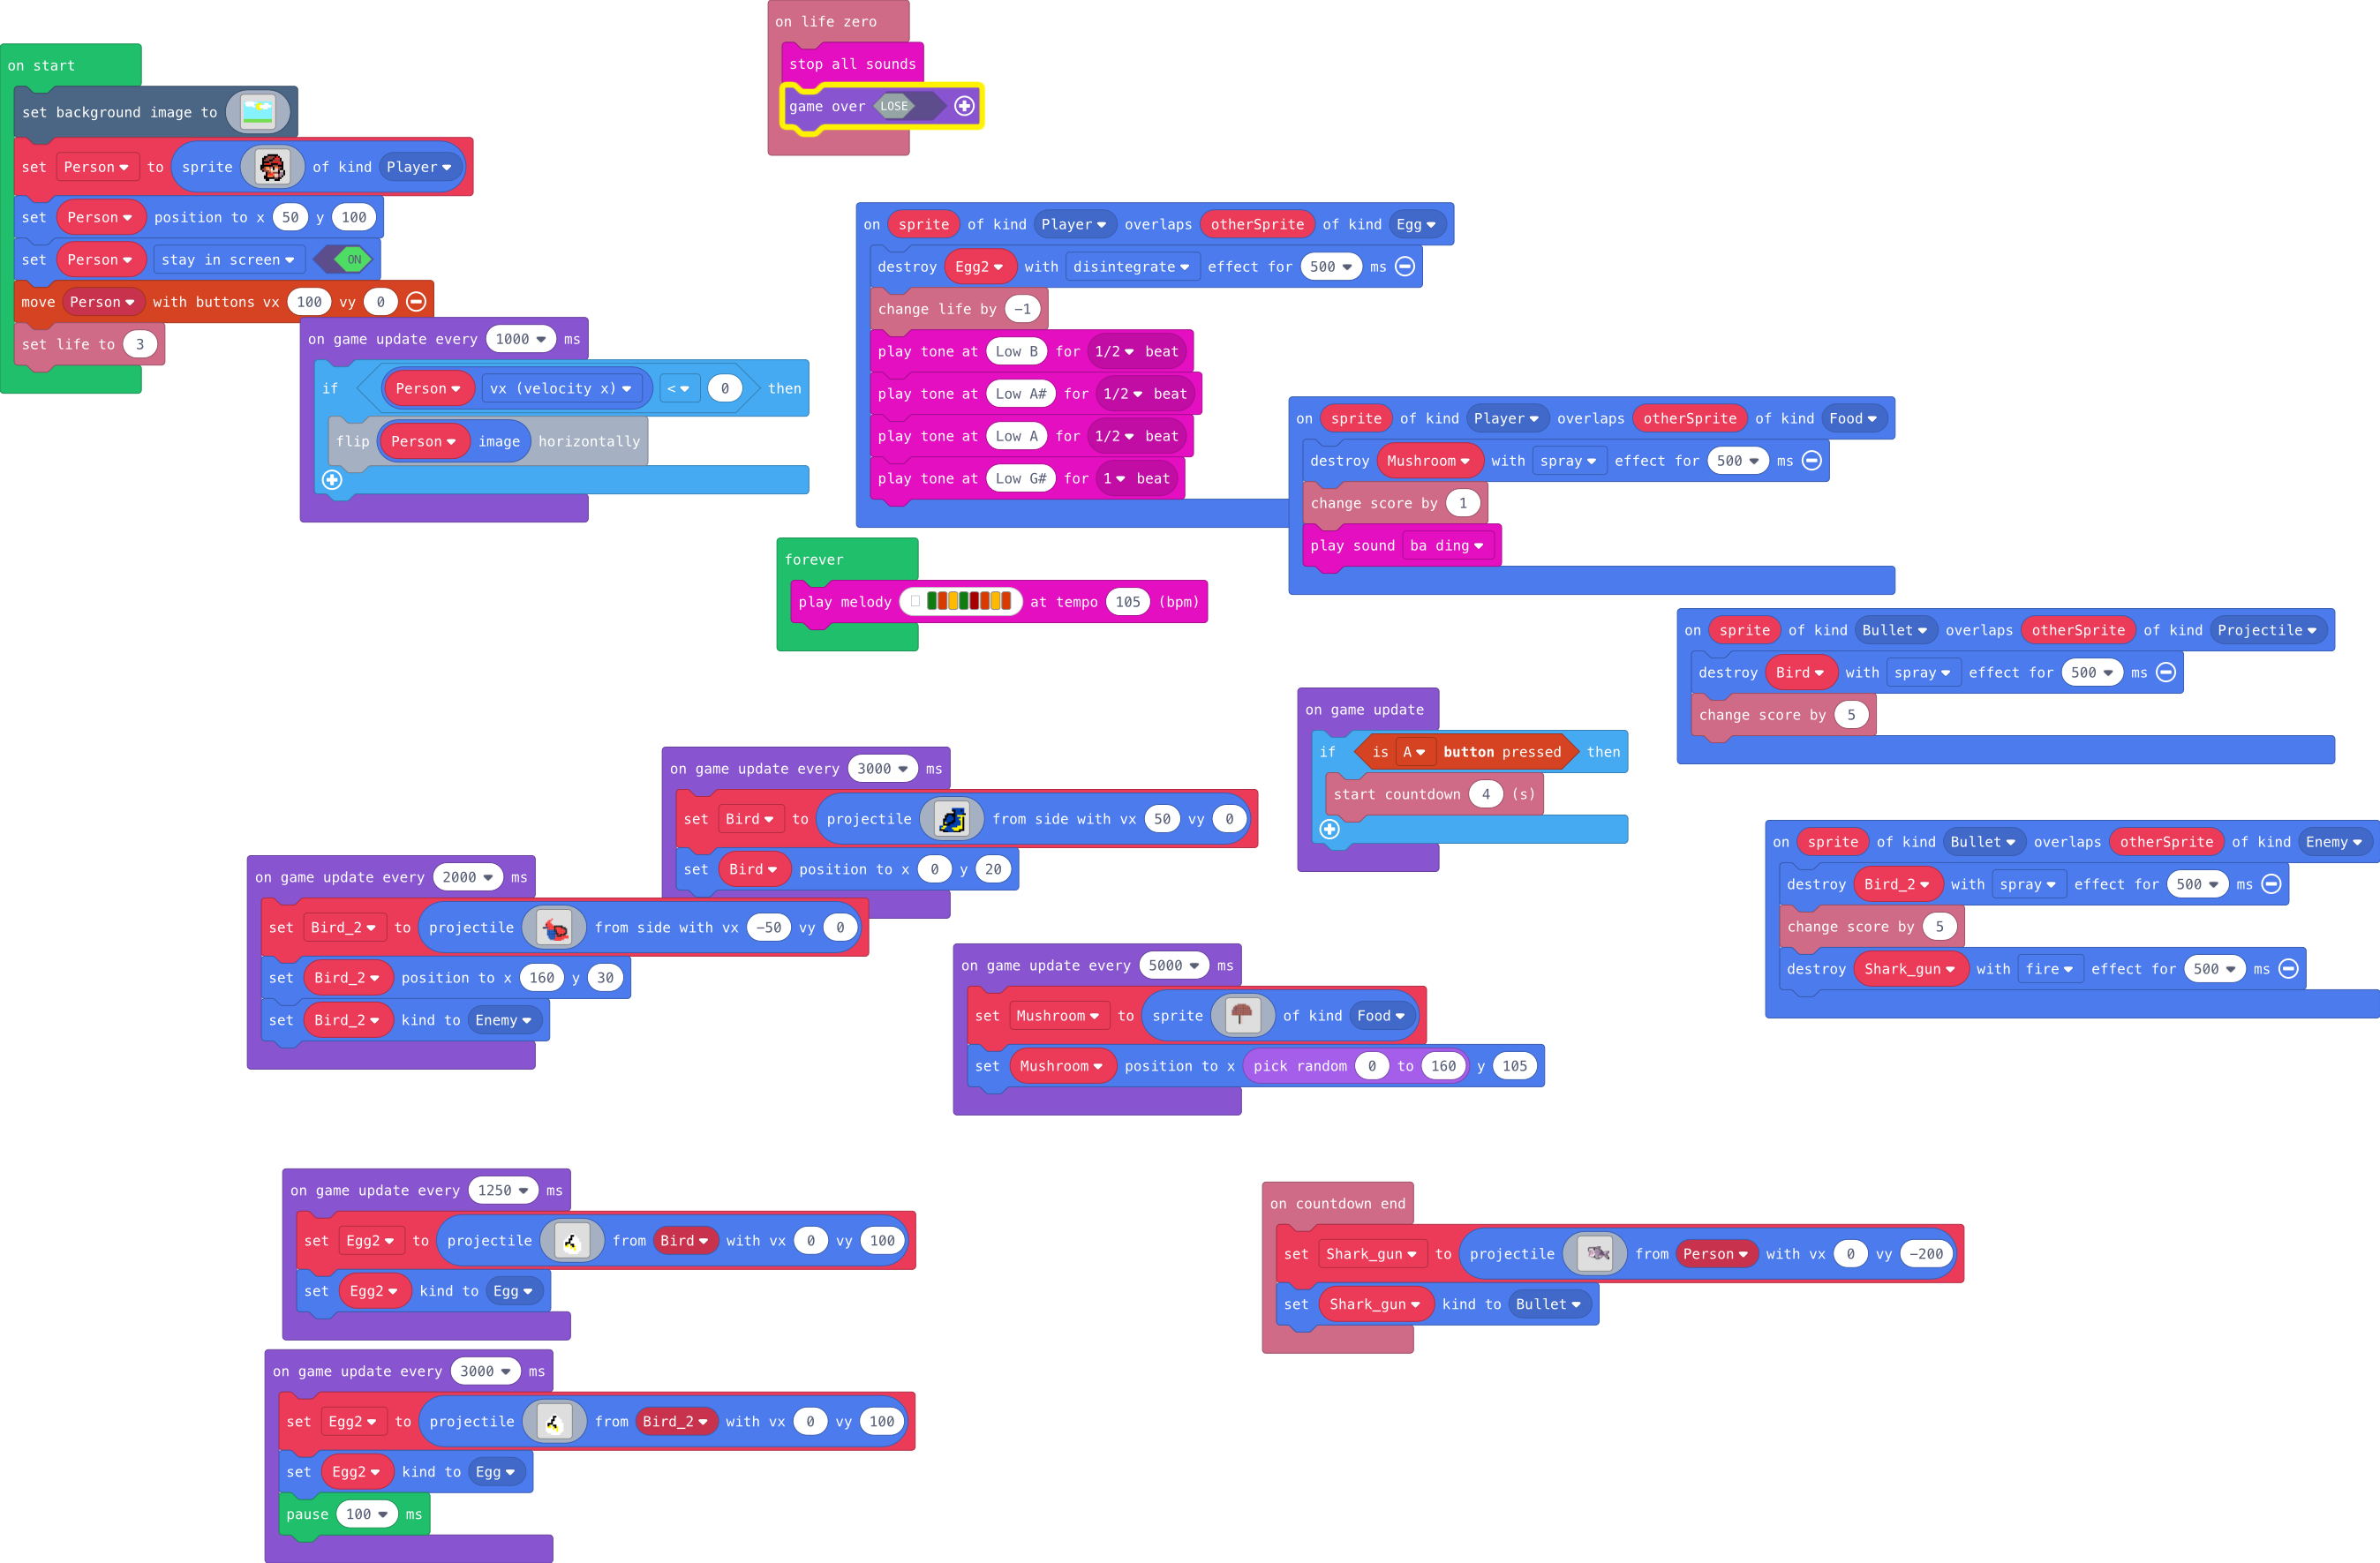 on start
set background image to
set Person to sprite of kind Player
set Person position to x 50 y 100
set Person stay in screen ON
move Person with buttons vx 100 vy 0
set life to 3
on game update every 1000 ms
if Person vx (velocity x) < 0 then
flip Person image horizontally
on life zero
stop all sounds
game over LOSE
on sprite of kind Player overlaps otherSprite of kind Egg
destroy Egg2 with disintegrate effect for 500 ms
change life by -1
play tone at Low B for 1/2 beat
play tone at Low A# for 1/2 beat
play tone at Low A for 1/2 beat
play tone at Low G# for 1 beat
on sprite of kind Player overlaps otherSprite of kind Food
destroy Mushroom with spray effect for 500 ms
change score by 1
play sound ba ding
forever
play melody at tempo 105 (bpm)
on sprite of kind Bullet overlaps otherSprite of kind Projectile
destroy Bird with spray effect for 500 ms
change score by 5
on game update
if is A button pressed then
start countdown 4 (s)
on game update every 3000 ms
set Bird to projectile from side with vx 50 vy 0
set Bird position to x 0 y 20
on sprite of kind Bullet overlaps otherSprite of kind Enemy
destroy Bird_2 with spray effect for 500 ms
change score by 5
destroy Shark_gun with fire effect for 500 ms
on game update every 2000 ms
set Bird_2 to projectile from side with vx -50 vy 0
set Bird_2 position to x 160 y 30
set Bird_2 kind to Enemy
on game update every 5000 ms
set Mushroom to sprite of kind Food
set Mushroom position to x pick random 0 to 160 y 105
on game update every 1250 ms
set Egg2 to projectile from Bird with vx 0 vy 100
set Egg2 kind to Egg
on countdown end
set Shark_gun to projectile from Person with vx 0 vy -200
set Shark_gun kind to Bullet
on game update every 3000 ms
set Egg2 to projectile from Bird_2 with vx 0 vy 100
set Egg2 kind to Egg
pause 100 ms